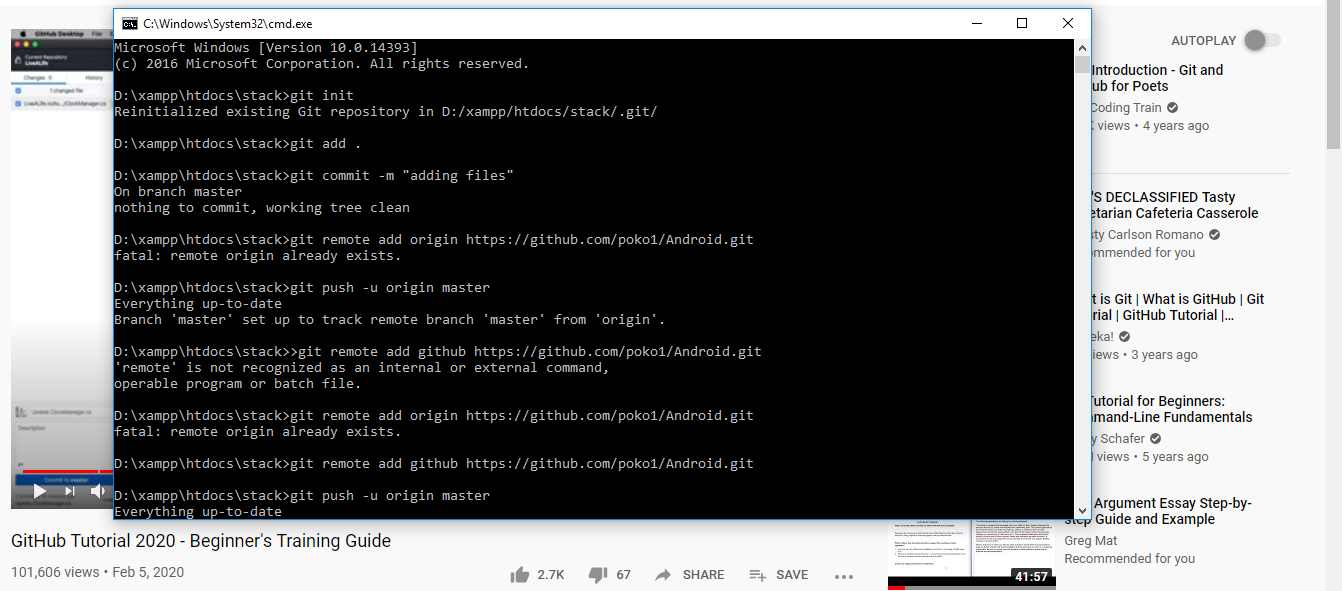 C:\Windows\System32\cmd.exe
Microsoft Windows [Version 10.0.14393]
(c) 2016 Microsoft Corporation. All rights reserved.
D:\xampp\htdocs\stack>git init
Reinitialized existing Git repository in D:/xampp/htdocs/stack/.git/
D:\xampp\htdocs\stack>git add .
D:\xampp\htdocs\stack>git commit -m "adding files"
On branch master
nothing to commit, working tree clean
D:\xampp\htdocs\stack>git remote add origin https://github.com/poko1/Android.git
fatal: remote origin already exists.
D:\xampp\htdocs\stack>git push -u origin master
Everything up-to-date
Branch 'master' set up to track remote branch 'master' from 'origin'.
D:\xampp\htdocs\stack>>git remote add github https://github.com/poko1/Android.git
'remote' is not recognized as an internal or external command,
operable program or batch file.
D:\xampp\htdocs\stack>git remote add origin https://github.com/poko1/Android.git
fatal: remote origin already exists.
D:\xampp\htdocs\stack>git remote add github https://github.com/poko1/Android.git
D:\xampp\htdocs\stack>git push -u origin master
Everything up-to-date
GitHub Desktop File
Current Repository
LiveALife
Changes History
1 changed file
Update ClockManager.cs
Description
Commit to master
GitHub Tutorial 2020 - Beginner's Training Guide
101,606 views • Feb 5, 2020
2.7K 67 SHARE SAVE
AUTOPLAY
Introduction - Git and
ub for Poets
Coding Train
views • 4 years ago
'S DECLASSIFIED Tasty
etarian Cafeteria Casserole
sty Carlson Romano
mmended for you
t is Git | What is GitHub | Git
rial | GitHub Tutorial |...
eka!
iews • 3 years ago
utorial for Beginners:
mand-Line Fundamentals
y Schafer
views • 5 years ago
Argument Essay Step-by-
Step Guide and Example
Greg Mat
Recommended for you
41:57